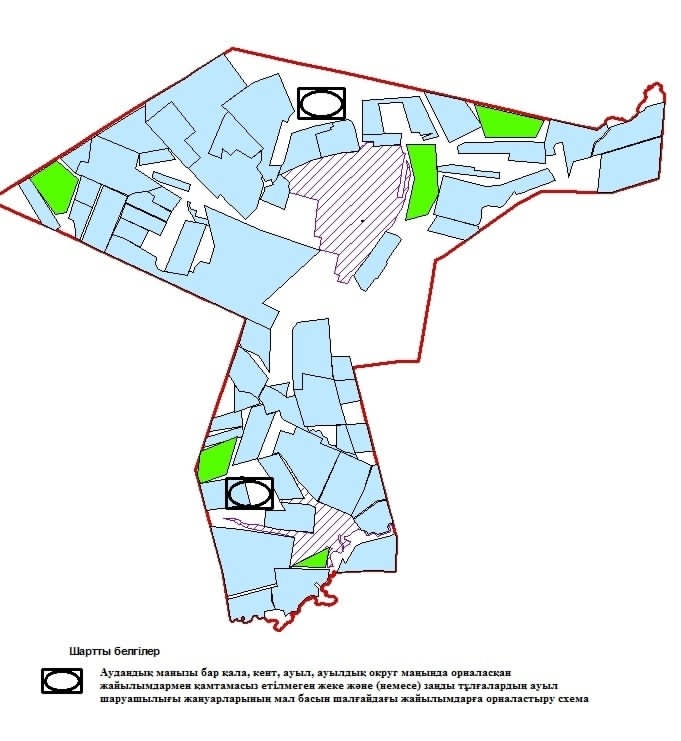 Шартты белгілер
Аудандық маңызы бар қала, кент, ауыл, ауылдық округ маңында орналасқан
жайылымдармен қамтамасыз етілмеген жеке және (немесе) заңды тұлғалардың ауыл
шаруашылығы жануарларының мал басын шалғайдағы жайылымдарға орналастыру схема